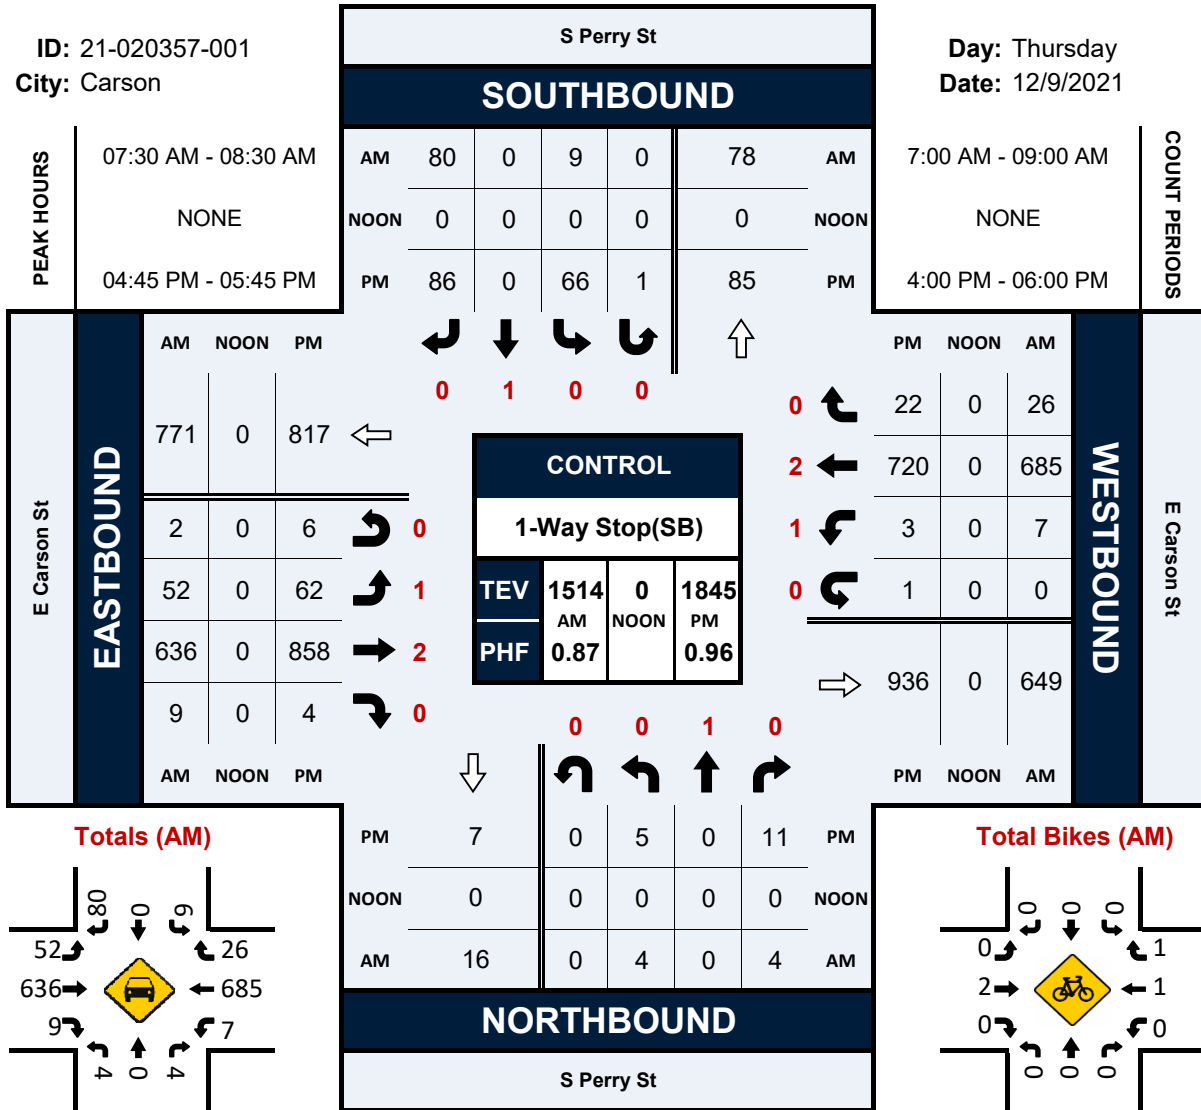 S Perry St
ID: 21-020357-001
City: Carson
Day: Thursday
Date: 12/9/2021
SOUTHBOUND
PEAK HOURS
07:30 AM - 08:30 AM
NONE
04:45 PM - 05:45 PM
AM 80 0 9 0 78 AM
NOON 0 0 0 0 0 NOON
PM 86 0 66 1 85 PM
7:00 AM - 09:00 AM
NONE
4:00 PM - 06:00 PM
COUNT PERIODS
0 1 0 0
E Carson St
EASTBOUND
AM NOON PM
771 0 817
2 0 6 0
52 0 62 1
636 0 858 2
9 0 4 0
AM NOON PM
CONTROL
1-Way Stop(SB)
TEV 1514 0 1845
AM NOON PM
PHF 0.87 0.96
PM NOON AM
0 22 0 26
2 720 0 685
1 3 0 7
0 1 0 0
936 0 649
PM NOON AM
WESTBOUND
E Carson St
0 0 1 0
PM 7 0 5 0 11 PM
NOON 0 0 0 0 0 NOON
AM 16 0 4 0 4 AM
NORTHBOUND
S Perry St
Totals (AM)
80 0 9
52 26
636 685
9 7
4 0 4
Total Bikes (AM)
0 0 0
0 1
2 1
0 0
0 0 0